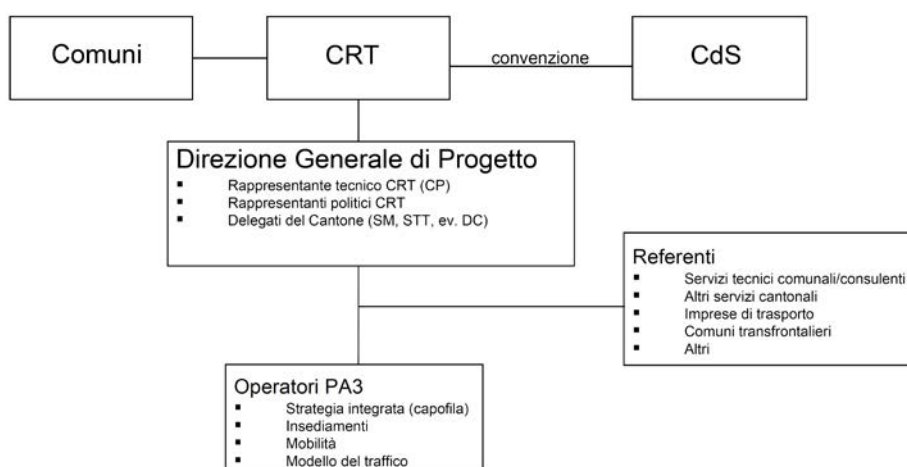 Comuni
CRT
convenzione
CdS
Direzione Generale di Progetto
▪ Rappresentante tecnico CRT (CP)
▪ Rappresentanti politici CRT
▪ Delegati del Cantone (SM, STT, ev. DC)
Referenti
▪ Servizi tecnici comunali/consulenti
▪ Altri servizi cantonali
▪ Imprese di trasporto
▪ Comuni transfrontalieri
▪ Altri
Operatori PA3
▪ Strategia integrata (capofila)
▪ Insediamenti
▪ Mobilità
▪ Modello del traffico